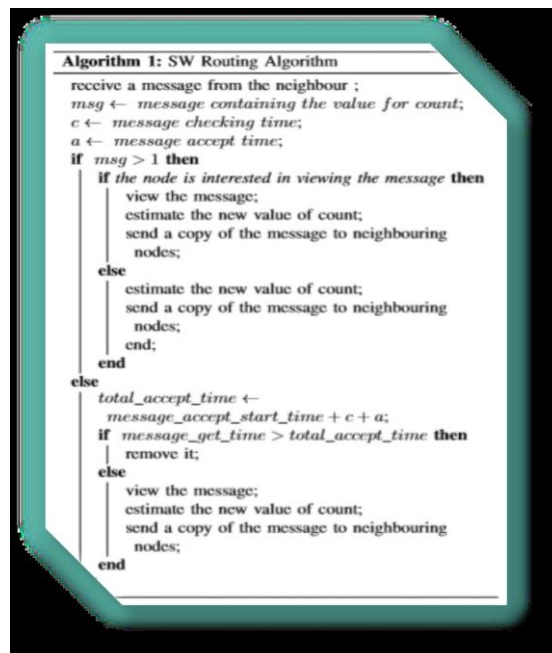 Algorithm 1: SW Routing Algorithm
receive a message from the neighbour ;
msg ← message containing the value for count;
c ← message checking time;
a ← message accept time;
if msg > 1 then
if the node is interested in viewing the message then
view the message;
estimate the new value of count;
send a copy of the message to neighbouring
nodes;
else
estimate the new value of count;
send a copy of the message to neighbouring
nodes;
end;
end
else
total_accept_time ←
message_accept_start_time + c + a;
if message_get_time > total_accept_time then
remove it;
else
view the message;
estimate the new value of count;
send a copy of the message to neighbouring
nodes;
end